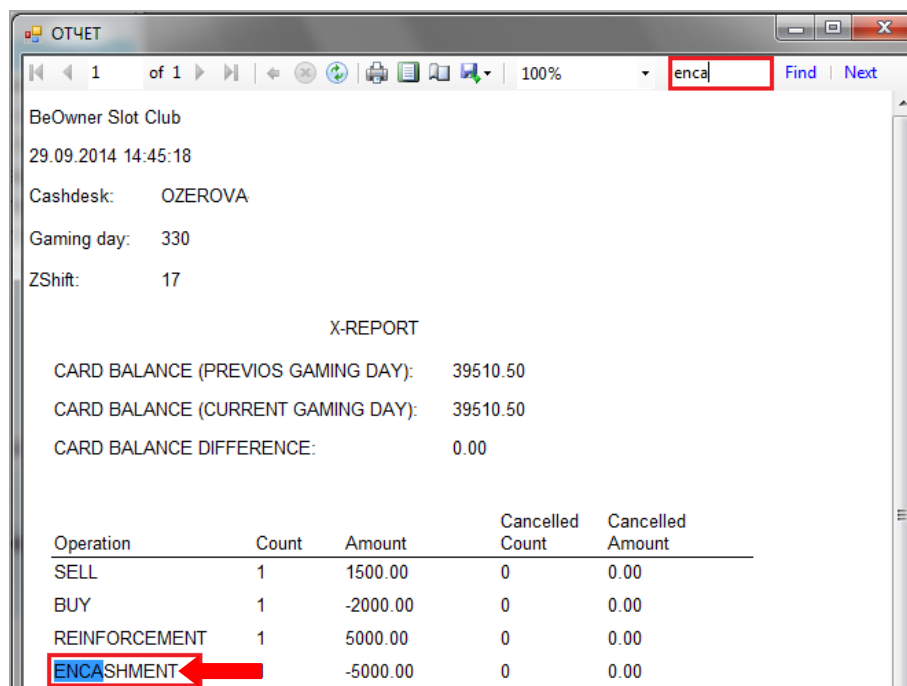 ОТЧЕТ
1 of 1 100% enca Find Next
BeOwner Slot Club
29.09.2014 14:45:18
Cashdesk: OZEROVA
Gaming day: 330
ZShift: 17
X-REPORT
CARD BALANCE (PREVIOS GAMING DAY): 39510.50
CARD BALANCE (CURRENT GAMING DAY): 39510.50
CARD BALANCE DIFFERENCE: 0.00
Operation Count Amount Cancelled Count Cancelled Amount
SELL 1 1500.00 0 0.00
BUY 1 -2000.00 0 0.00
REINFORCEMENT 1 5000.00 0 0.00
ENCASHMENT -5000.00 0 0.00